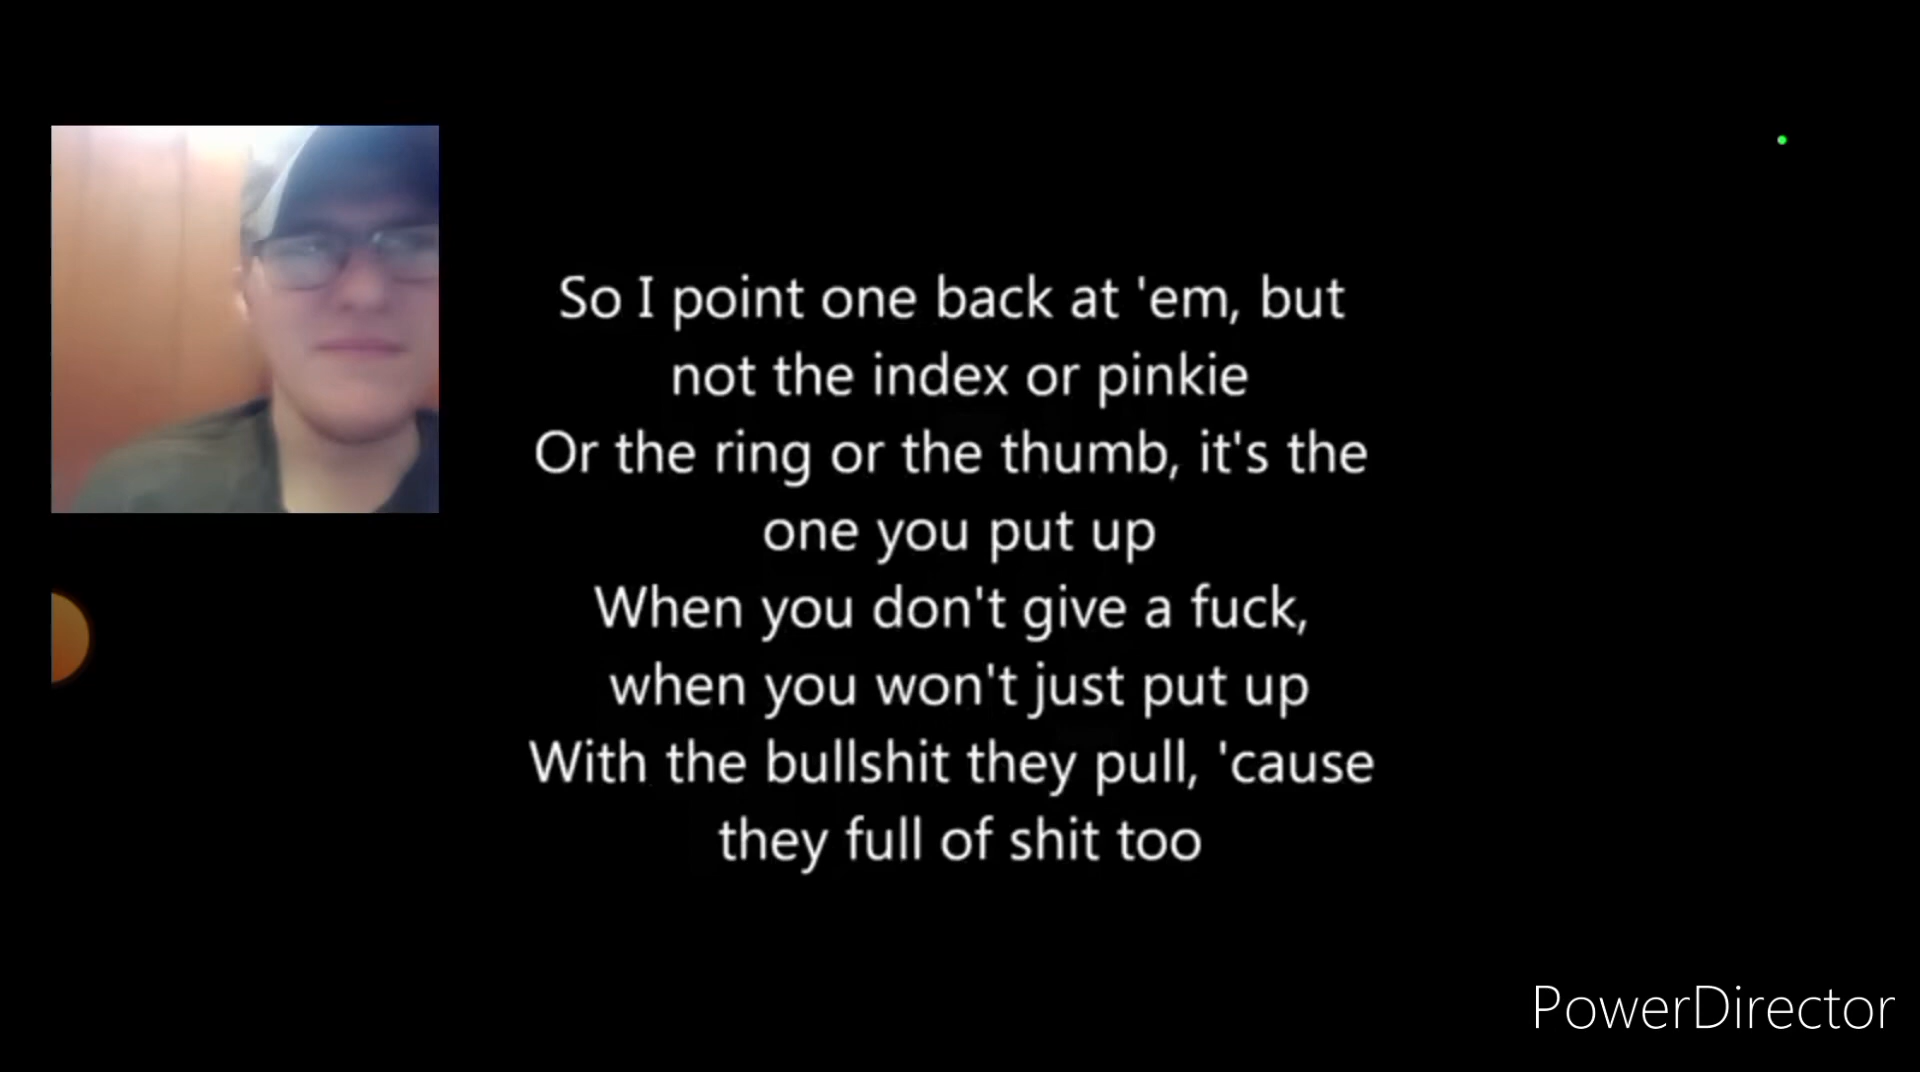 So I point one back at 'em, but
not the index or pinkie
Or the ring or the thumb, it's the
one you put up
When you don't give a fuck,
when you won't just put up
With the bullshit they pull, 'cause
they full of shit too
PowerDirector